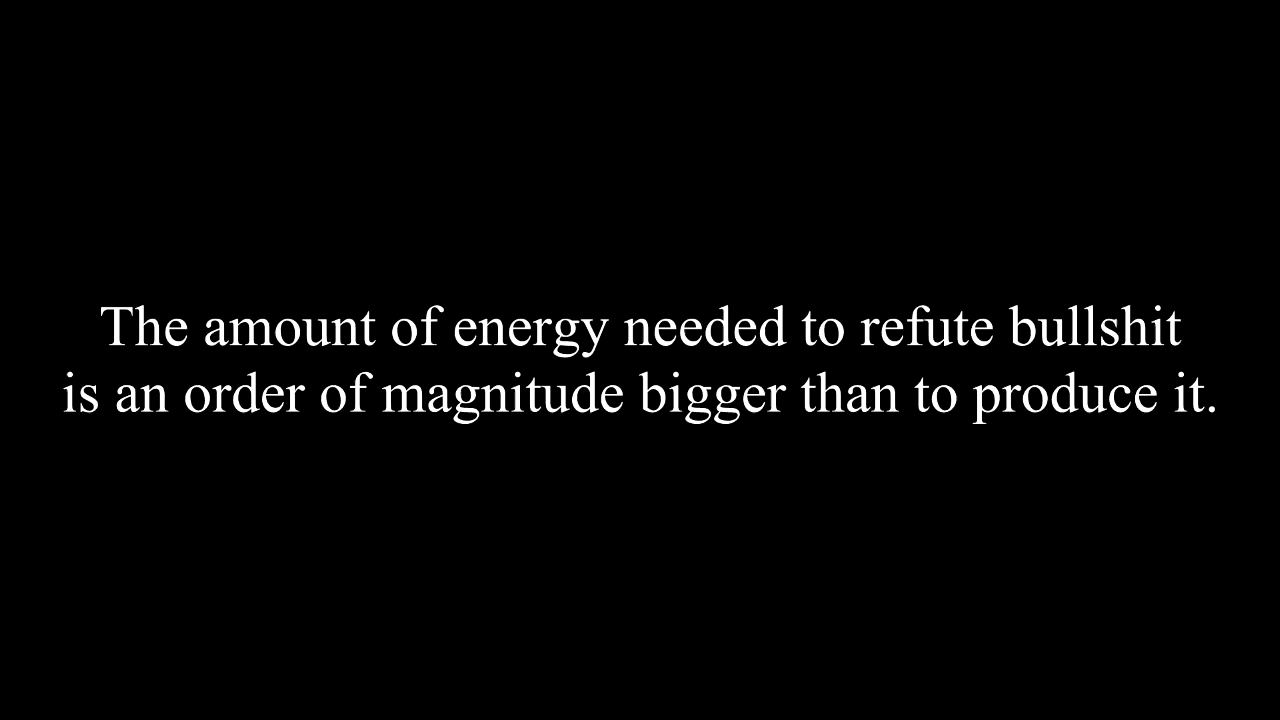 The amount of energy needed to refute bullshit
is an order of magnitude bigger than to produce it.